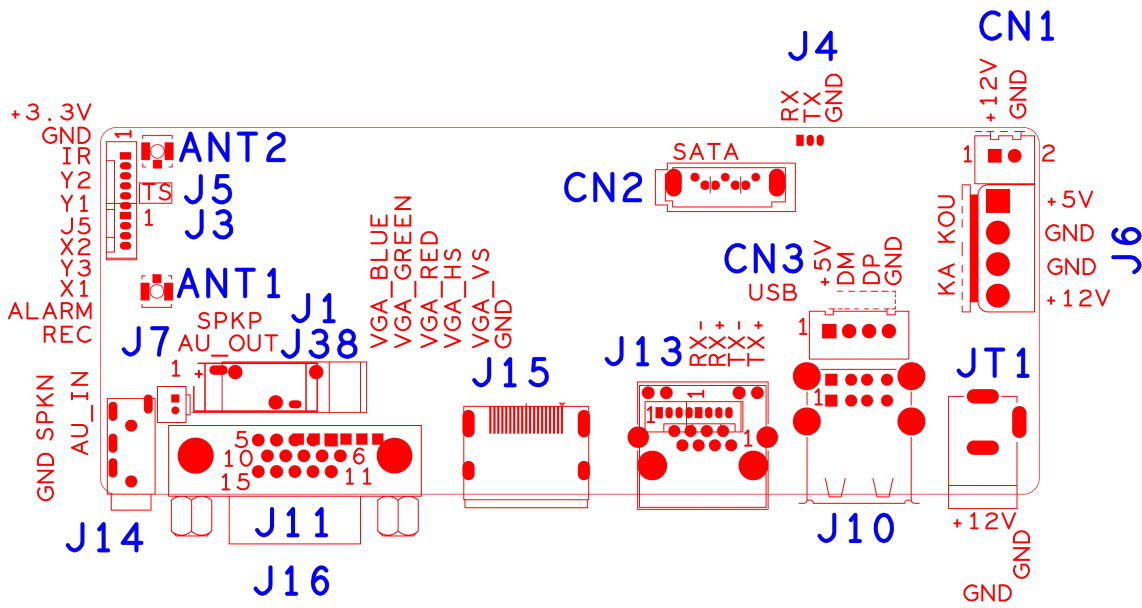 CN1
J4
+12V
GND
RX
TX
GND
+3.3V
GND
IR
Y2
Y1
J5
X2
Y3
X1
ALARM
REC
1
ANT2
TS
J5
1
J3
ANT1
SATA
CN2
1
2
KA KOU
+5V
GND
GND
+12V
J6
CN3
USB
+5V
DM
DP
GND
1
1
VGA_BLUE
VGA_GREEN
VGA_RED
VGA_HS
VGA_VS
GND
J1
SPKP
J7
AU_OUT
J38
1
+
GND SPKN
AU_IN
J15
J13
RX-
RX+
TX-
TX+
1
1
1
JT1
5
10
6
15
11
J14
J11
J16
J10
+12V
GND
GND